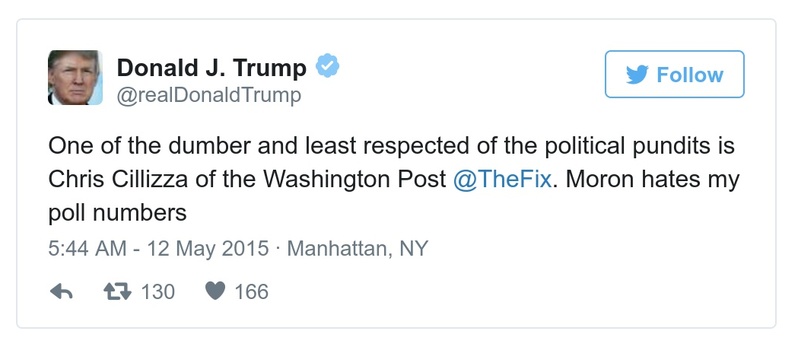 Donald J. Trump
@realDonaldTrump
Follow
One of the dumber and least respected of the political pundits is
Chris Cillizza of the Washington Post @TheFix. Moron hates my
poll numbers
5:44 AM - 12 May 2015 · Manhattan, NY
130 166